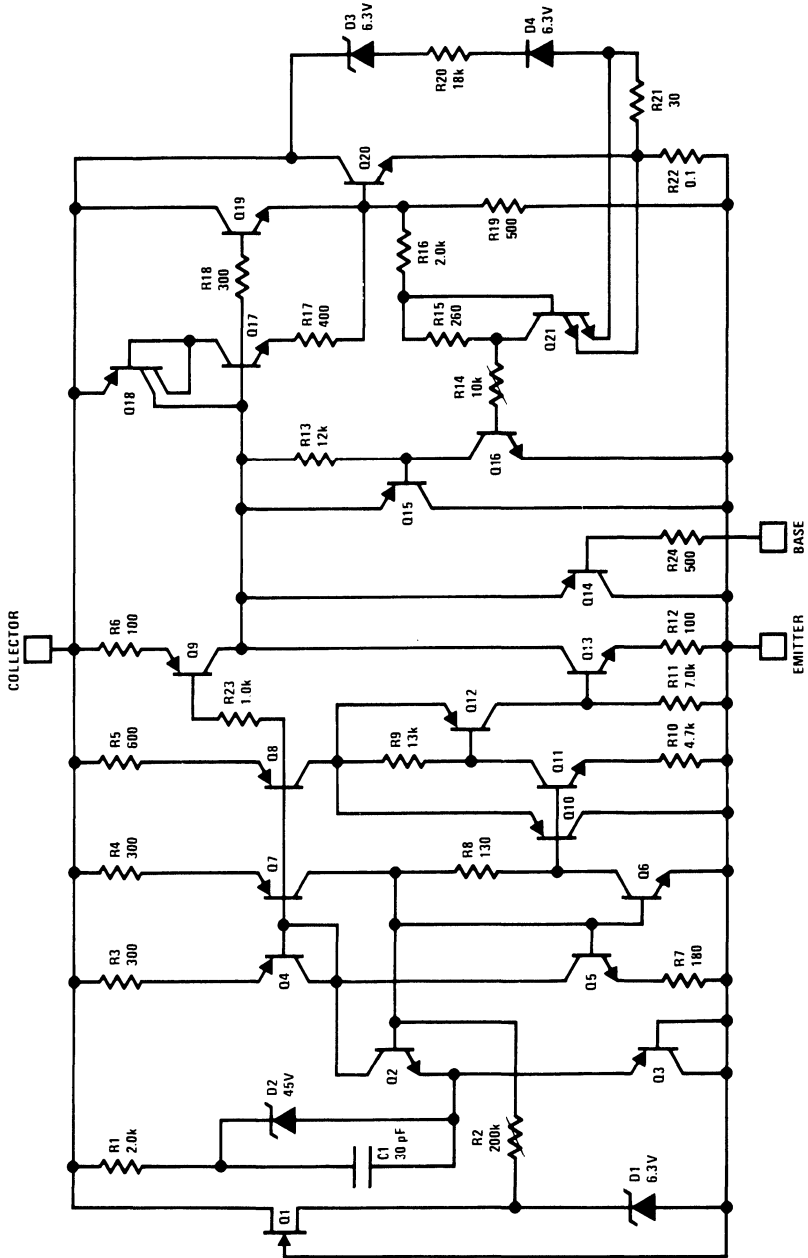 COLLECTOR
R1
2.0k
R3
300
R4
300
R5
600
R6
100
Q1
D2
45V
C1
30 pF
R2
200k
D1
6.3V
Q2
Q3
Q4
Q5
R7
180
Q7
R8
130
Q6
Q8
R23
1.0k
Q9
R9
13k
Q12
Q10
Q11
R10
4.7k
R11
7.0k
Q13
R12
100
EMITTER
Q14
R24
500
BASE
Q18
Q17
R17
400
R18
300
Q19
R13
12k
Q15
Q16
R14
10k
R15
260
R16
2.0k
Q21
R19
500
Q20
R22
0.1
R21
30
D3
6.3V
R20
18k
D4
6.3V